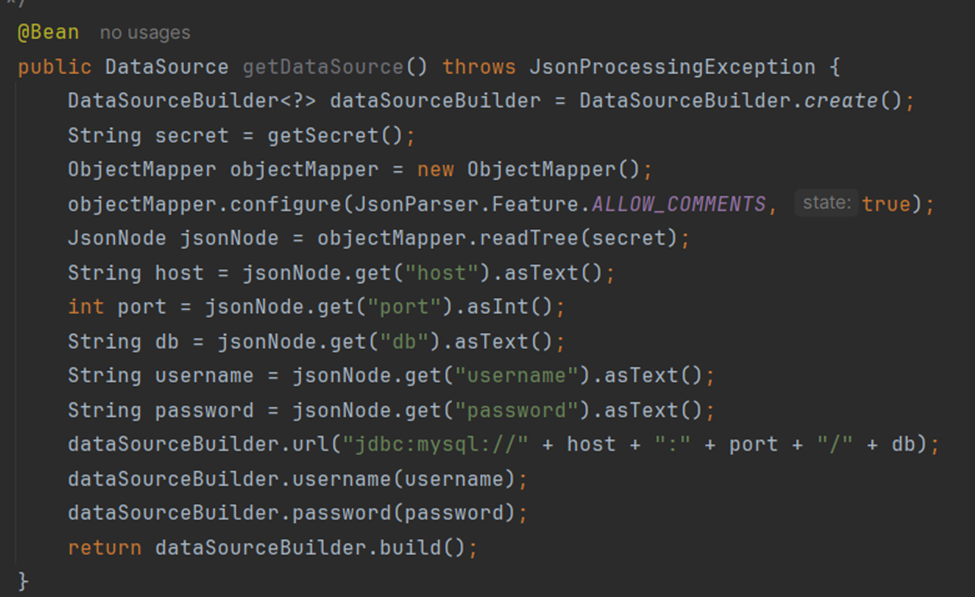 */
@Bean no usages
public DataSource getDataSource() throws JsonProcessingException {
DataSourceBuilder<?> dataSourceBuilder = DataSourceBuilder.create();
String secret = getSecret();
ObjectMapper objectMapper = new ObjectMapper();
objectMapper.configure(JsonParser.Feature.ALLOW_COMMENTS, state: true);
JsonNode jsonNode = objectMapper.readTree(secret);
String host = jsonNode.get("host").asText();
int port = jsonNode.get("port").asInt();
String db = jsonNode.get("db").asText();
String username = jsonNode.get("username").asText();
String password = jsonNode.get("password").asText();
dataSourceBuilder.url("jdbc:mysql://" + host + ":" + port + "/" + db);
dataSourceBuilder.username(username);
dataSourceBuilder.password(password);
return dataSourceBuilder.build();
}